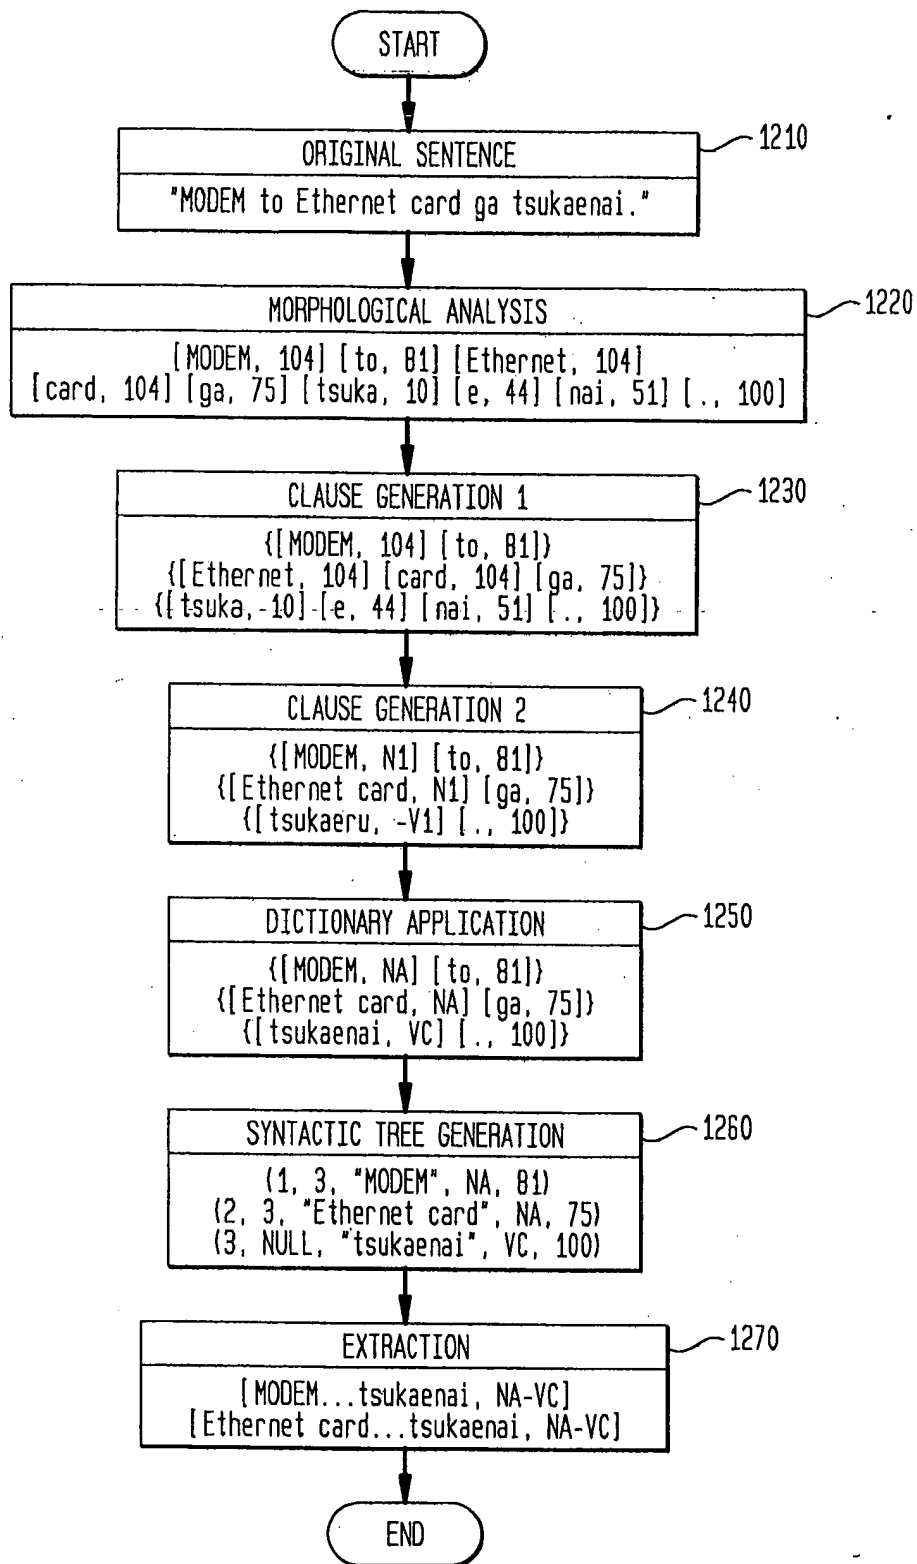 START
1210
ORIGINAL SENTENCE
"MODEM to Ethernet card ga tsukaenai."
1220
MORPHOLOGICAL ANALYSIS
[MODEM, 104] [to, 81] [Ethernet, 104]
[card, 104] [ga, 75] [tsuka, 10] [e, 44] [nai, 51] [., 100]
1230
CLAUSE GENERATION 1
{[MODEM, 104] [to, 81]}
{[Ethernet, 104] [card, 104] [ga, 75]}
{[tsuka, 10] [e, 44] [nai, 51] [., 100]}
1240
CLAUSE GENERATION 2
{[MODEM, N1] [to, 81]}
{[Ethernet card, N1] [ga, 75]}
{[tsukaeru, -V1] [., 100]}
1250
DICTIONARY APPLICATION
{[MODEM, NA] [to, 81]}
{[Ethernet card, NA] [ga, 75]}
{[tsukaenai, VC] [., 100]}
1260
SYNTACTIC TREE GENERATION
(1, 3, "MODEM", NA, 81)
(2, 3, "Ethernet card", NA, 75)
(3, NULL, "tsukaenai", VC, 100)
1270
EXTRACTION
[MODEM...tsukaenai, NA-VC]
[Ethernet card...tsukaenai, NA-VC]
END